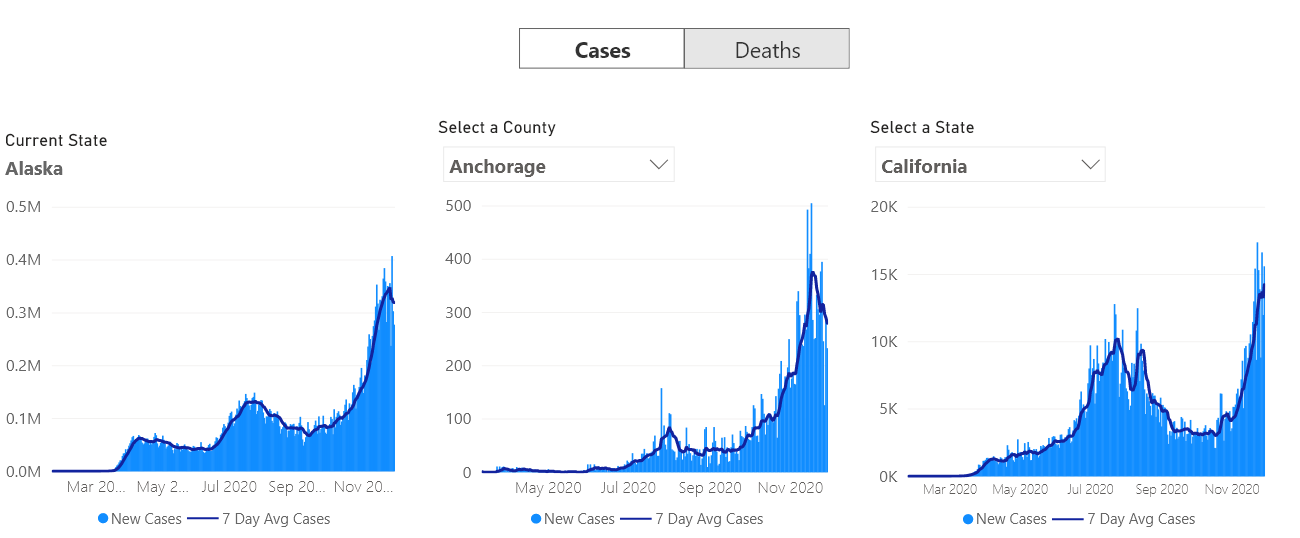 Cases
Deaths
Current State
Alaska
0.5M
0.4M
0.3M
0.2M
0.1M
0.0M
Mar 20... May 2... Jul 2020 Sep 20... Nov 20...
New Cases 7 Day Avg Cases
Select a County
Anchorage
500
400
300
200
100
0
May 2020 Jul 2020 Sep 2020 Nov 2020
New Cases 7 Day Avg Cases
Select a State
California
20K
15K
10K
5K
0K
Mar 2020 May 2020 Jul 2020 Sep 2020 Nov 2020
New Cases 7 Day Avg Cases